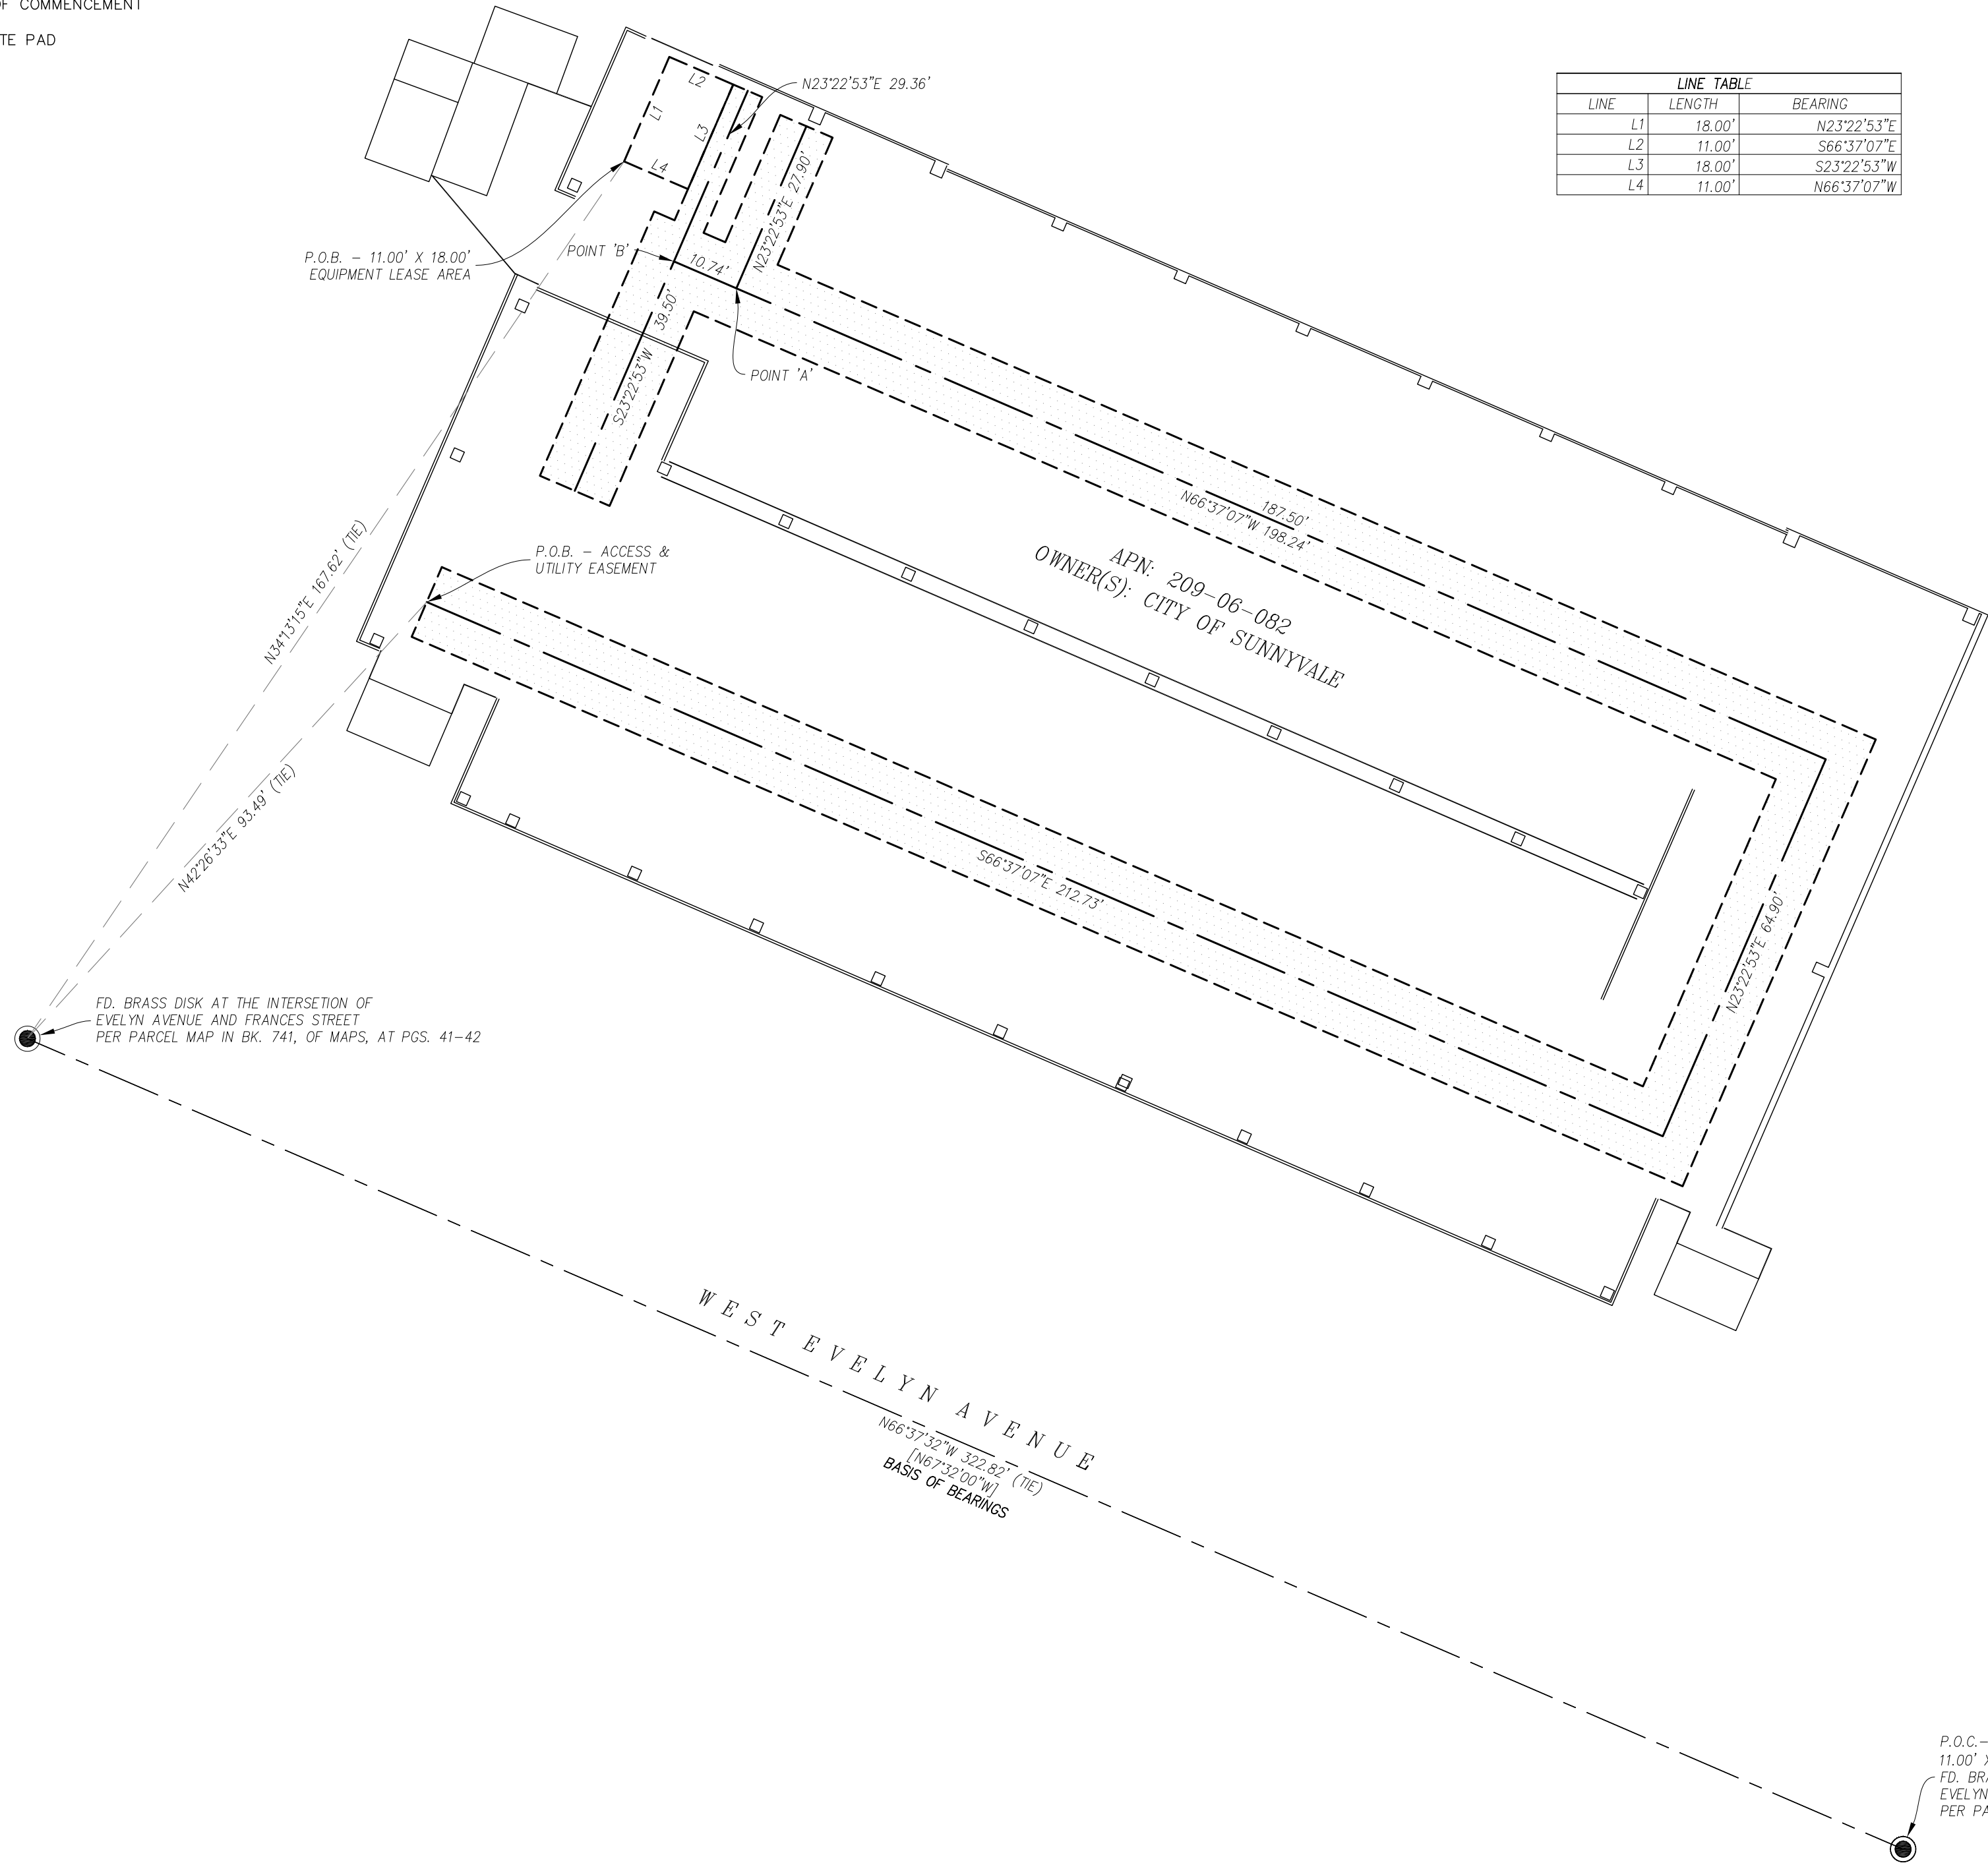 OF COMMENCEMENT
TE PAD
LINE TABLE
LINE LENGTH BEARING
L1 18.00' N23°22'53"E
L2 11.00' S66°37'07"E
L3 18.00' S23°22'53"W
L4 11.00' N66°37'07"W
N23°22'53"E 29.36'
L2
L1
L3
L4
N23°22'53"E 27.90'
P.O.B. - 11.00' X 18.00'
EQUIPMENT LEASE AREA
POINT 'B'
10.74'
S23°22'53"W 39.50'
POINT 'A'
187.50'
N66°37'07"W 198.24'
APN: 209-06-082
OWNER(S): CITY OF SUNNYVALE
P.O.B. - ACCESS &
UTILITY EASEMENT
N34°13'15"E 167.62' (TIE)
N42°26'33"E 93.49' (TIE)
S66°37'07"E 212.73'
N23°22'53"E 64.90'
FD. BRASS DISK AT THE INTERSETION OF
EVELYN AVENUE AND FRANCES STREET
PER PARCEL MAP IN BK. 741, OF MAPS, AT PGS. 41-42
WEST EVELYN AVENUE
N66°37'32"W 322.82' (TIE)
[N67°32'00"W]
BASIS OF BEARINGS
P.O.C.-
11.00' X
FD. BRA
EVELYN
PER PA